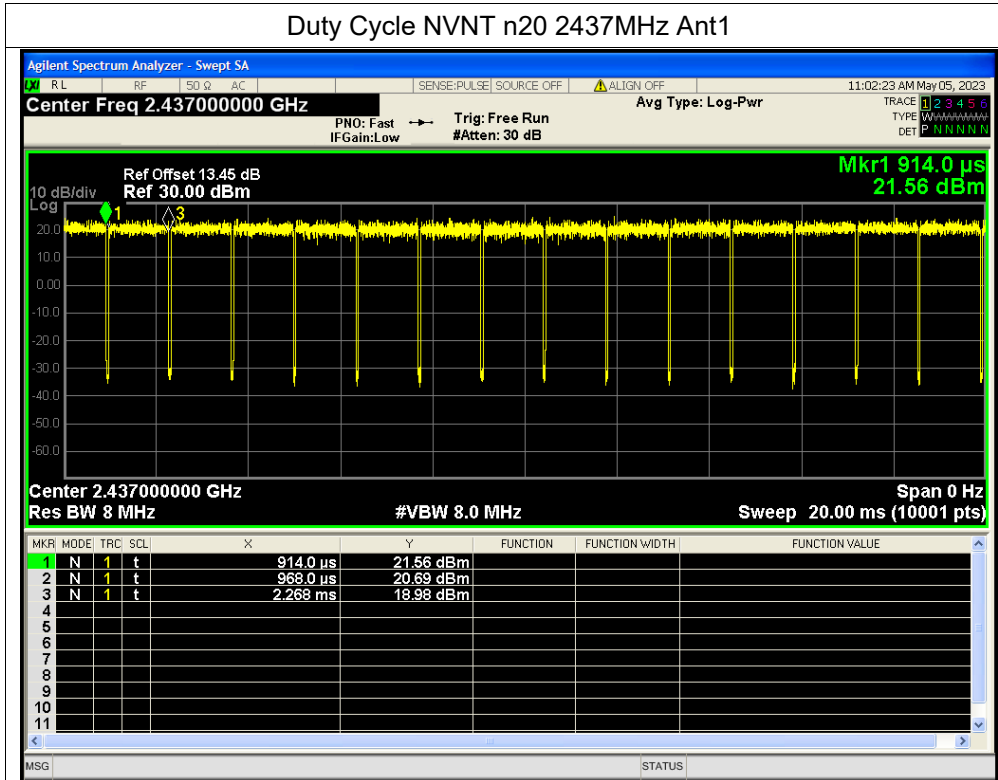 Duty Cycle NVNT n20 2437MHz Ant1
Agilent Spectrum Analyzer - Swept SA
LXI RL RF 50 Ω AC SENSE:PULSE SOURCE OFF ALIGN OFF 11:02:23 AM May 05, 2023
Center Freq 2.437000000 GHz Avg Type: Log-Pwr TRACE 1 2 3 4 5 6
PNO: Fast Trig: Free Run TYPE W
IFGain:Low #Atten: 30 dB DET P N N N N N
Mkr1 914.0 µs
Ref Offset 13.45 dB
10 dB/div Ref 30.00 dBm 21.56 dBm
Log
1
3
20.0
10.0
0.00
-10.0
-20.0
-30.0
-40.0
-50.0
-60.0
Center 2.437000000 GHz Span 0 Hz
Res BW 8 MHz #VBW 8.0 MHz Sweep 20.00 ms (10001 pts)
MKR MODE TRC SCL X Y FUNCTION FUNCTION WIDTH FUNCTION VALUE
1 N 1 t 914.0 µs 21.56 dBm
2 N 1 t 968.0 µs 20.69 dBm
3 N 1 t 2.268 ms 18.98 dBm
4
5
6
7
8
9
10
11
MSG STATUS